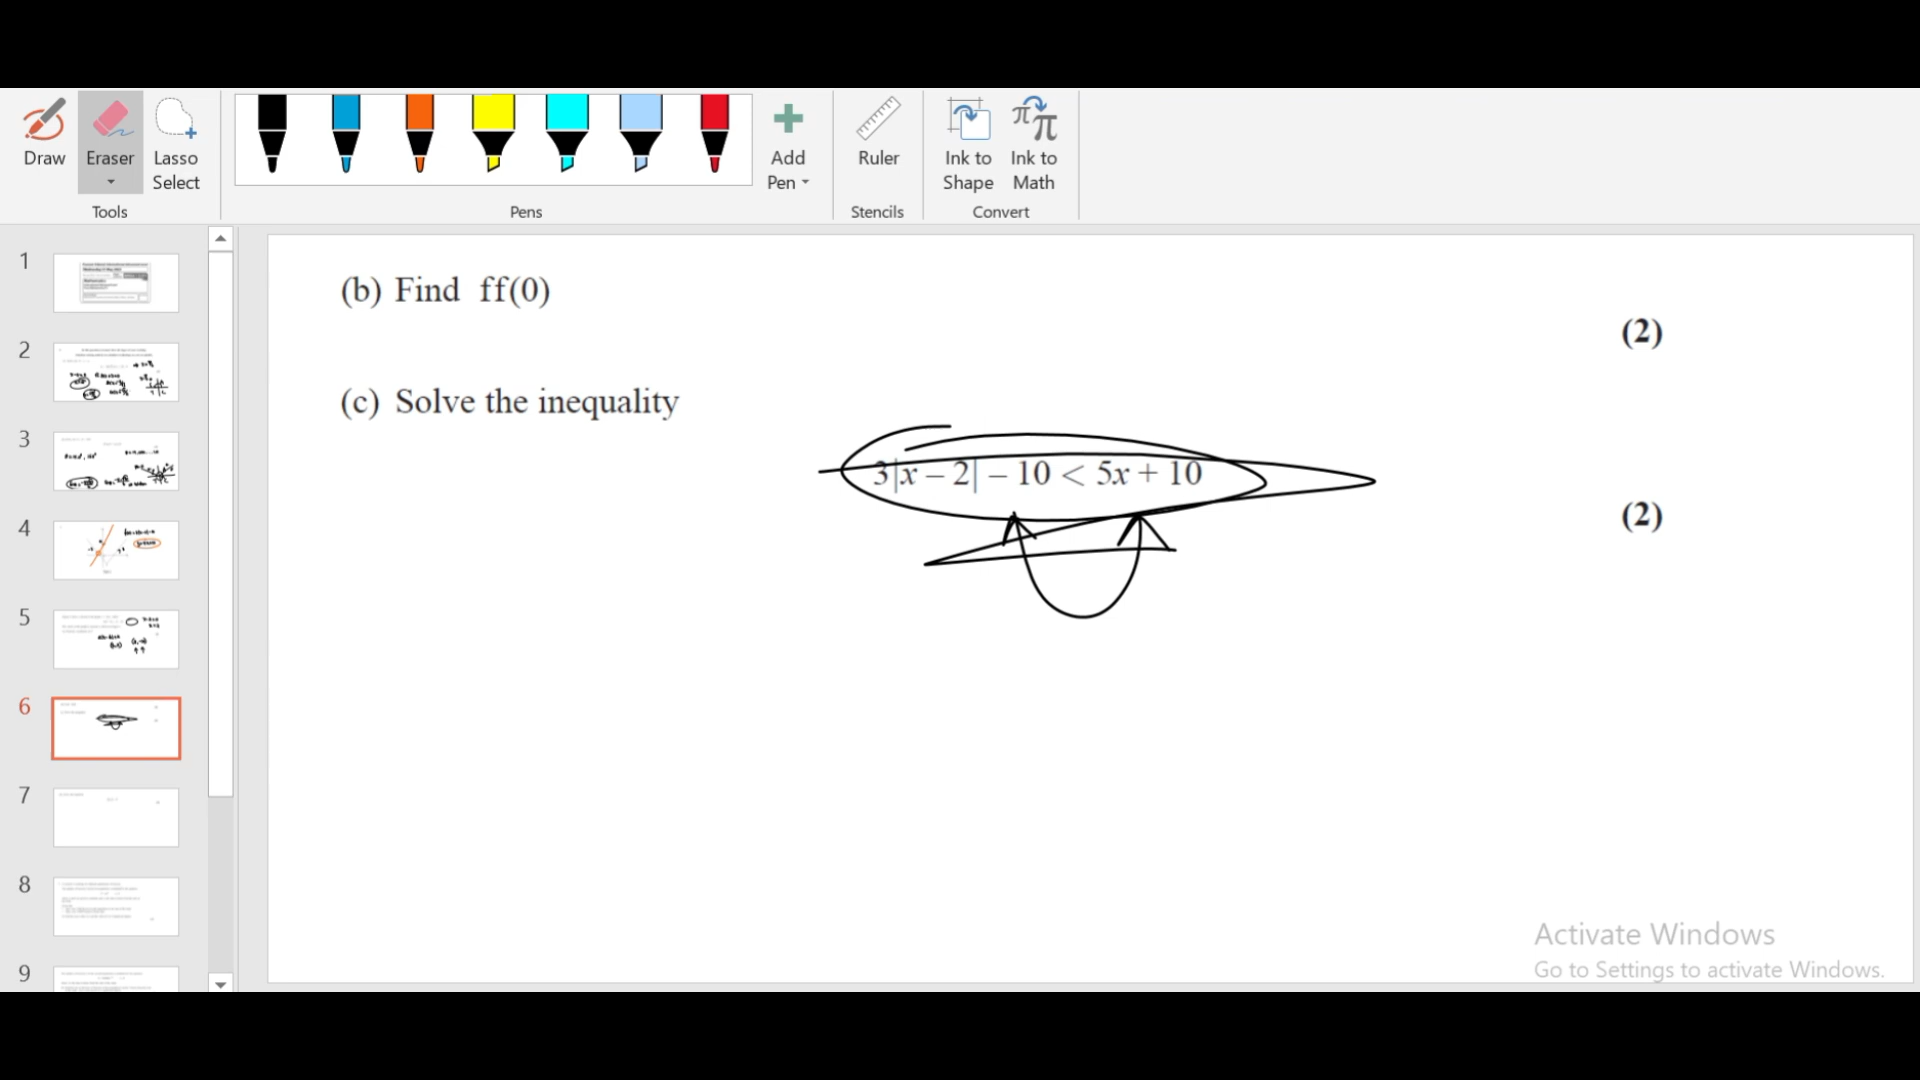 Draw
Eraser
Lasso
Select
Tools
Pens
Add
Pen
Ruler
Stencils
Ink to
Shape
Ink to
Math
Convert
1
2
3
4
5
6
7
8
9
(b) Find ff(0)
(2)
(c) Solve the inequality
3|x – 2| – 10 < 5x + 10
(2)
Activate Windows
Go to Settings to activate Windows.